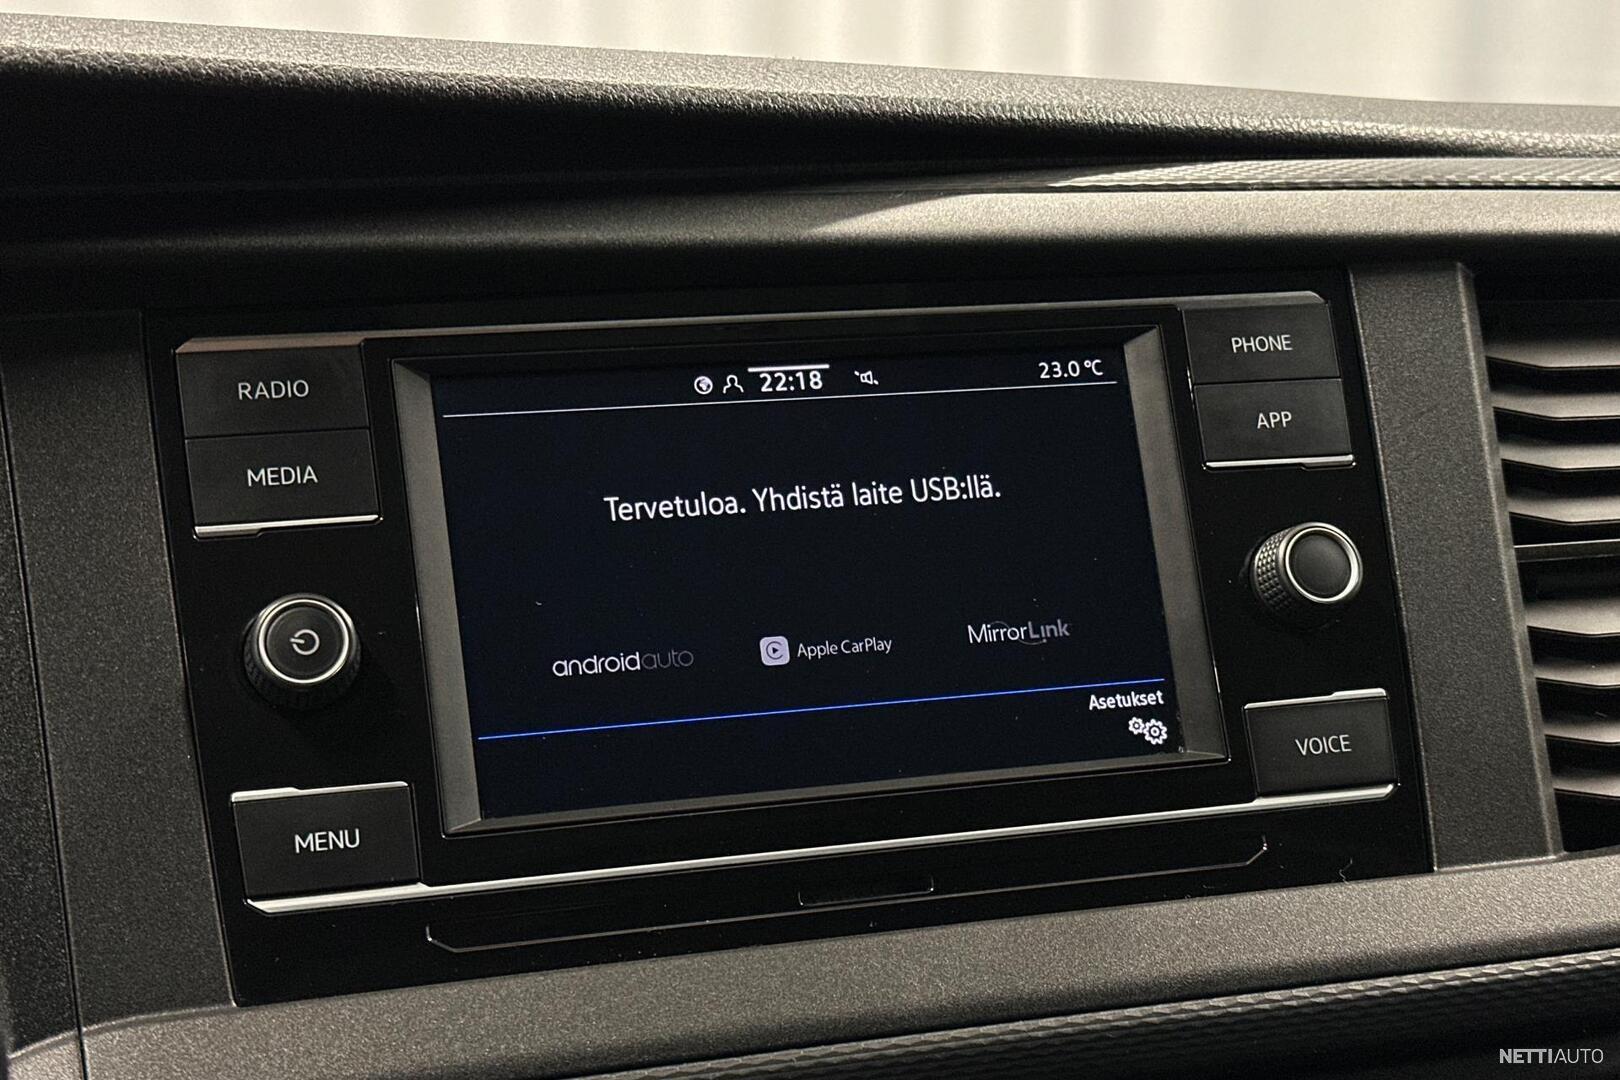 RADIO
MEDIA
MENU
22:18
23.0 °C
Tervetuloa. Yhdistä laite USB:llä.
androidauto
Apple CarPlay
MirrorLink
Asetukset
PHONE
APP
VOICE
NETTIAUTO